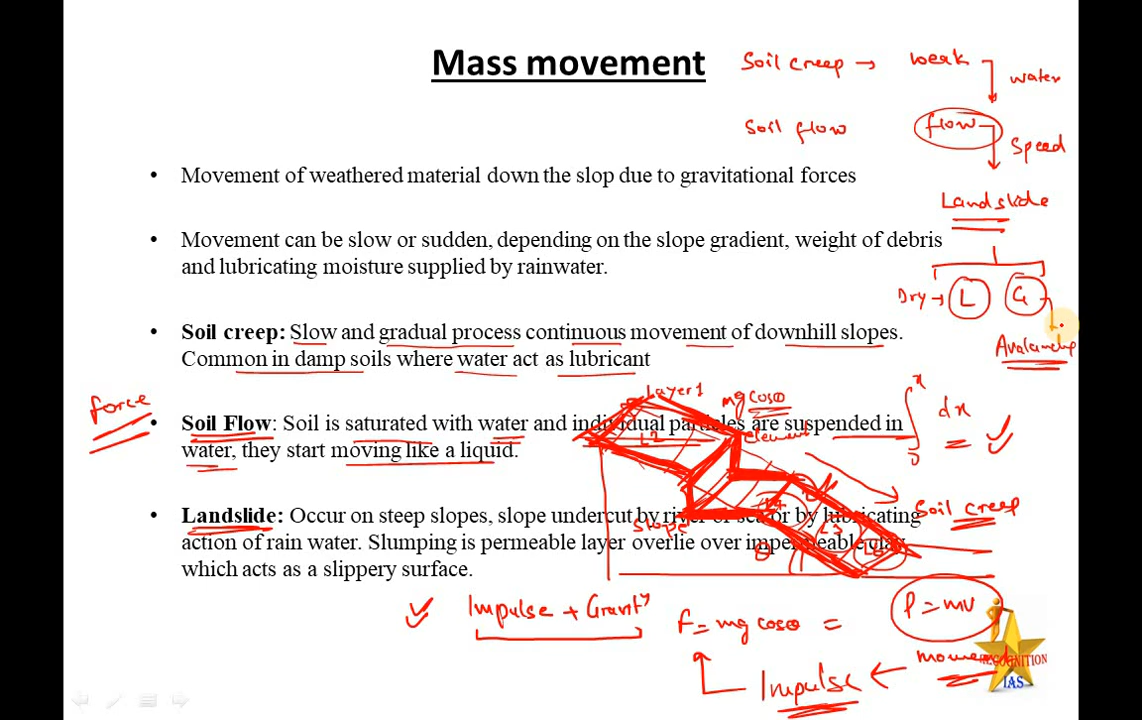 Mass movement
Soil creep → weak
water
Soil flow
flow
Speed
• Movement of weathered material down the slop due to gravitational forces
Landslide
• Movement can be slow or sudden, depending on the slope gradient, weight of debris
and lubricating moisture supplied by rainwater.
Dry → L G
• Soil creep: Slow and gradual process continuous movement of downhill slopes.
Common in damp soils where water act as lubricant
Avalanche
force
Layer 1
mg cosθ
∫ dx
x
0
• Soil Flow: Soil is saturated with water and individual particles are suspended in
water, they start moving like a liquid.
L2
element
Soil creep
• Landslide: Occur on steep slopes, slope undercut by river or sea or by lubricating
action of rain water. Slumping is permeable layer overlie over impermeable clay
which acts as a slippery surface.
Slope
L3
θ
Impulse + Gravity
f = mg cosθ =
P = mv
Impulse ←
RECOGNITION
IAS